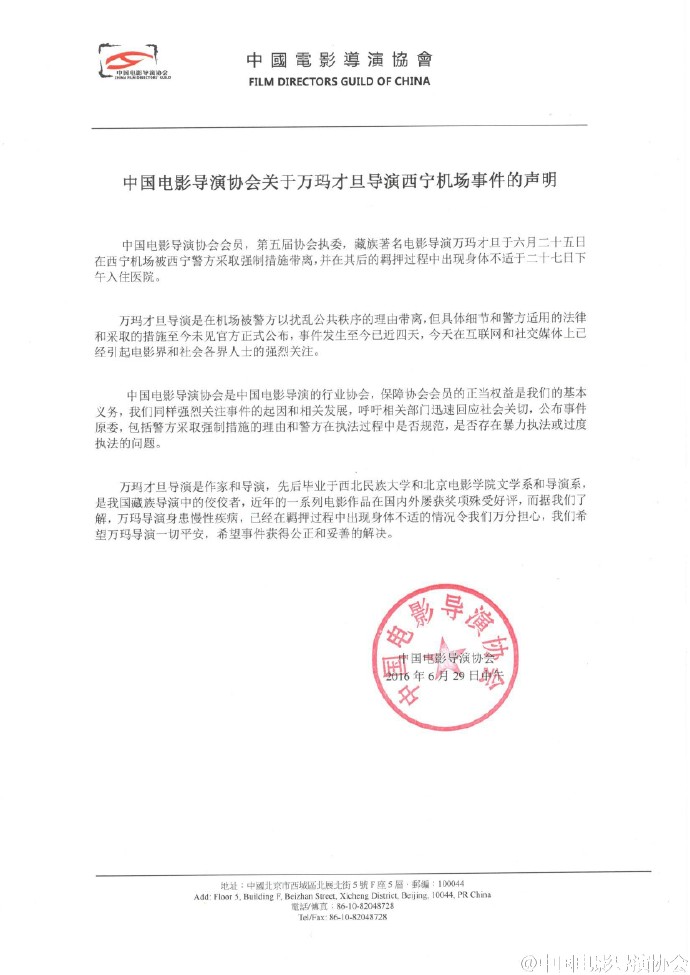 中国电影导演协会
CHINA FILM DIRECTORS' GUILD
中國電影導演協會
FILM DIRECTORS GUILD OF CHINA
中国电影导演协会关于万玛才旦导演西宁机场事件的声明
中国电影导演协会会员，第五届协会执委，藏族著名电影导演万玛才旦于六月二十五日
在西宁机场被西宁警方采取强制措施带离，并在其后的羁押过程中出现身体不适于二十七日下
午入住医院。
万玛才旦导演是在机场被警方以扰乱公共秩序的理由带离，但具体细节和警方适用的法律
和采取的措施至今未见官方正式公布，事件发生至今已近四天，今天在互联网和社交媒体上已
经引起电影界和社会各界人士的强烈关注。
中国电影导演协会是中国电影导演的行业协会，保障协会会员的正当权益是我们的基本
义务，我们同样强烈关注事件的起因和相关发展，呼吁相关部门迅速回应社会关切，公布事件
原委，包括警方采取强制措施的理由和警方在执法过程中是否规范，是否存在暴力执法或过度
执法的问题。
万玛才旦导演是作家和导演，先后毕业于西北民族大学和北京电影学院文学系和导演系，
是我国藏族导演中的佼佼者，近年的一系列电影作品在国内外屡获奖项殊受好评，而据我们了
解，万玛导演身患慢性疾病，已经在羁押过程中出现身体不适的情况令我们万分担心，我们希
望万玛导演一切平安，希望事件获得公正和妥善的解决。
中国电影导演协会
中国电影导演协会
2016 年 6 月 29 日中午
地址：中國北京市西城區北展北街 5 號 F 座 5 層·郵編：100044
Add: Floor 5, Building F, Beizhan Street, Xicheng District, Beijing, 10044, PR China
電話/傳直：86-10-82048728
Tel/Fax: 86-10-82048728
@中国电影导演协会